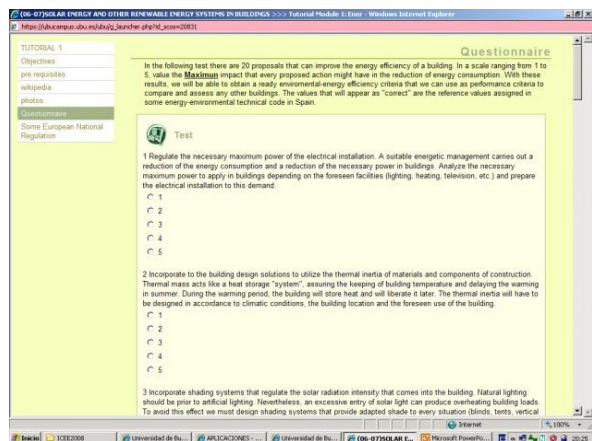 (06-07)SOLAR ENERGY AND OTHER RENEWABLE ENERGY SYSTEMS IN BUILDINGS >>> Tutorial Module 1: Ener - Windows Internet Explorer
https://ubucampus.ubu.es/ubu/g_launcher.php?id_scos=20831
TUTORIAL 1
Objectives
pre requisites
wikipedia
photos
Questionnaire
Some European National
Regulation
Questionnaire
In the following test there are 20 proposals that can improve the energy efficiency of a building. In a scale ranging from 1 to
5, value the Maximun impact that every proposed action might have in the reduction of energy consumption. With these
results, we will be able to obtain a ready enviromental-energy efficiency criteria that we can use as performance criteria to
compare and assess any other buildings. The values that will appear as "correct" are the reference values assigned in
some energy-environmental technical code in Spain.
Test
1 Regulate the necessary maximum power of the electrical installation. A suitable energetic management carries out a
reduction of the energy consumption and a reduction of the necessary power in buildings. Analyze the necessary
maximum power to apply in buildings depending on the foreseen facilities (lighting, heating, television, etc.) and prepare
the electrical installation to this demand.
1
2
3
4
5
2 Incorporate to the building design solutions to utilize the thermal inertia of materials and components of construction.
Thermal mass acts like a heat storage "system", assuring the keeping of building temperature and delaying the warming
in summer. During the warming period, the building will store heat and will liberate it later. The thermal inertia will have to
be designed in accordance to climatic conditions, the building location and the foreseen use of the building.
1
2
3
4
5
3 Incorporate shading systems that regulate the solar radiation intensity that comes into the building. Natural lighting
should be prior to artificial lighting. Nevertheless, an excessive entry of solar light can produce overheating building loads.
To avoid this effect we must design shading systems that provide adapted shade to every situation (blinds, tents, vertical
Internet
100%
Inicio
ICEE2008
Universidad de Bu...
APLICACIONES - ...
Universidad de Bu...
(06-07)SOLAR E...
Microsoft PowerPo...
20:25